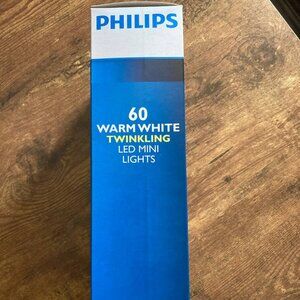 PHILIPS
60
WARM WHITE
TWINKLING
LED MINI
LIGHTS